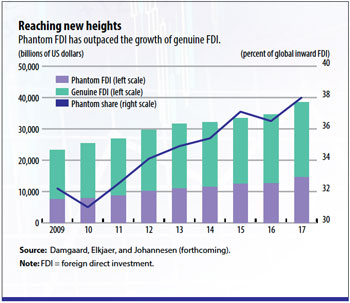 Reaching new heights
Phantom FDI has outpaced the growth of genuine FDI.
(billions of US dollars) (percent of global inward FDI)
50,000 40
Phantom FDI (left scale)
Genuine FDI (left scale)
Phantom share (right scale)
40,000 38
30,000 36
20,000 34
10,000 32
0 30
2009 10 11 12 13 14 15 16 17
Source: Damgaard, Elkjaer, and Johannesen (forthcoming).
Note: FDI = foreign direct investment.